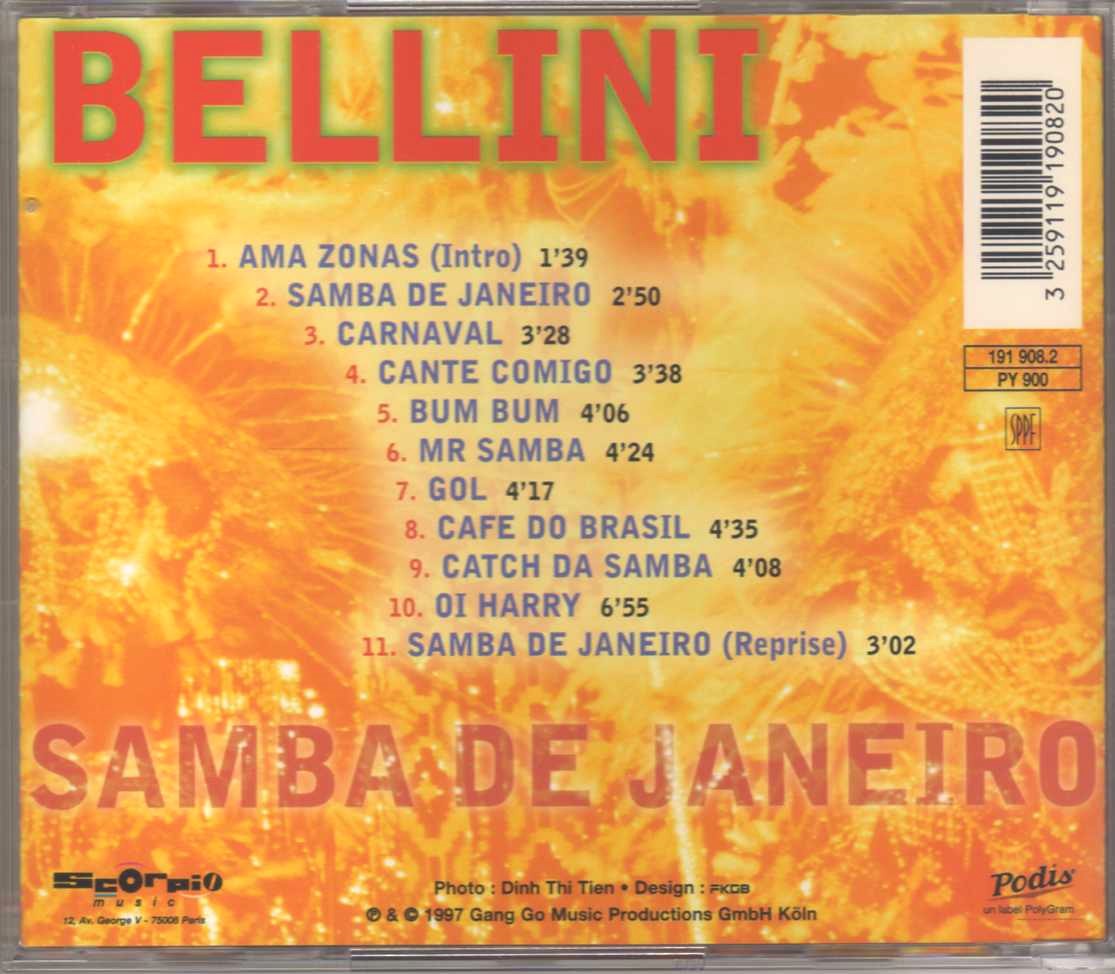 BELLINI
1. AMA ZONAS (Intro) 1'39
2. SAMBA DE JANEIRO 2'50
3. CARNAVAL 3'28
4. CANTE COMIGO 3'38
5. BUM BUM 4'06
6. MR SAMBA 4'24
7. GOL 4'17
8. CAFE DO BRASIL 4'35
9. CATCH DA SAMBA 4'08
10. OI HARRY 6'55
11. SAMBA DE JANEIRO (Reprise) 3'02
3 259119 190820
191 908.2
PY 900
SPPF
SAMBA DE JANEIRO
scorpio
music
12, Av. George V - 75008 Paris
Photo : Dinh Thi Tien • Design : FKGB
℗ & © 1997 Gang Go Music Productions GmbH Köln
Podis
un label PolyGram